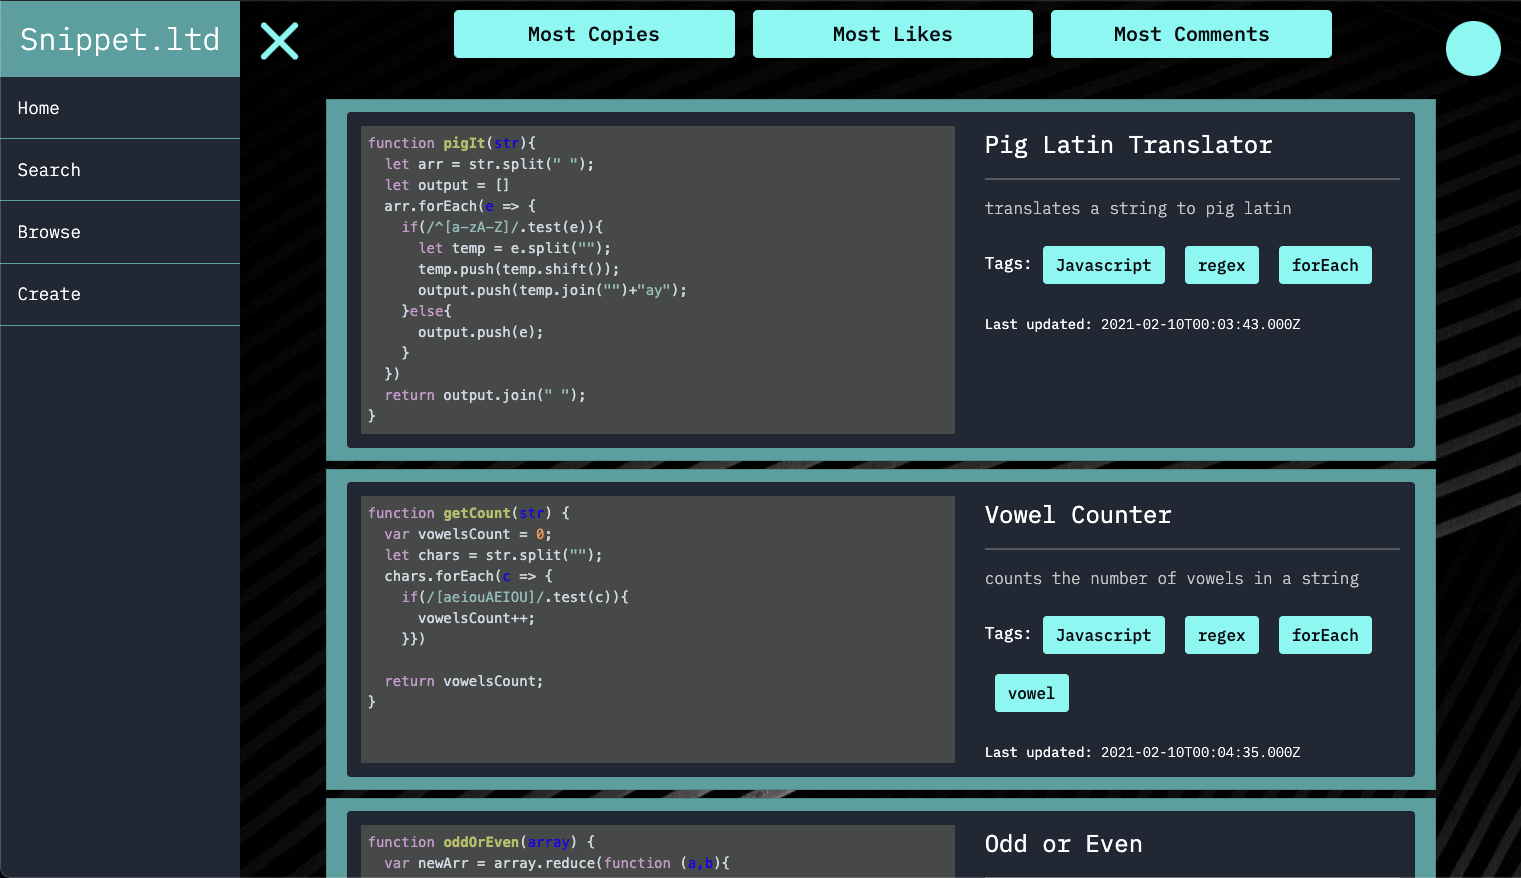 Snippet.ltd
Home
Search
Browse
Create
Most Copies
Most Likes
Most Comments
function pigIt(str){
  let arr = str.split(" ");
  let output = []
  arr.forEach(e => {
    if(/^[a-zA-Z]/.test(e)){
      let temp = e.split("");
      temp.push(temp.shift());
      output.push(temp.join("")+"ay");
    }else{
      output.push(e);
    }
  })
  return output.join(" ");
}
Pig Latin Translator
translates a string to pig latin
Tags: Javascript regex forEach
Last updated: 2021-02-10T00:03:43.000Z
function getCount(str) {
  var vowelsCount = 0;
  let chars = str.split("");
  chars.forEach(c => {
    if(/[aeiouAEIOU]/.test(c)){
      vowelsCount++;
    }})
  return vowelsCount;
}
Vowel Counter
counts the number of vowels in a string
Tags: Javascript regex forEach
vowel
Last updated: 2021-02-10T00:04:35.000Z
function oddOrEven(array) {
  var newArr = array.reduce(function (a,b){
Odd or Even